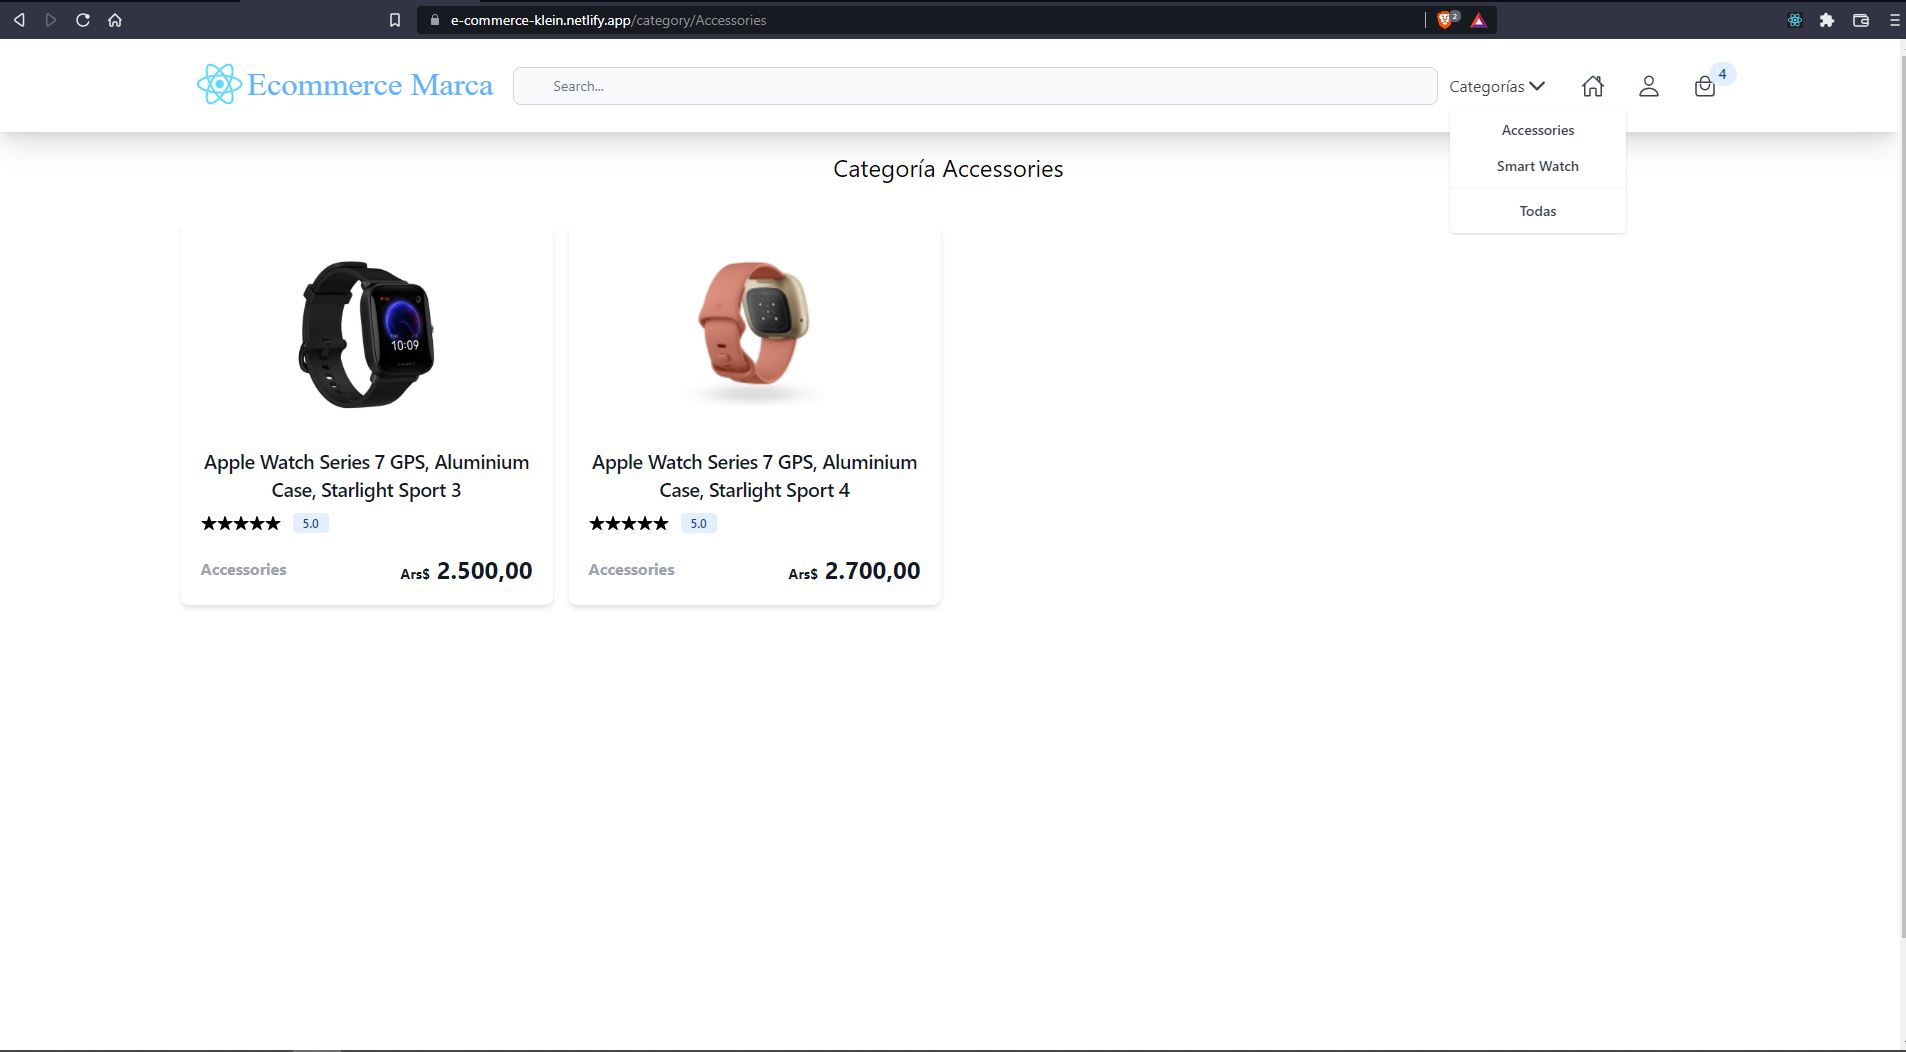 e-commerce-klein.netlify.app/category/Accessories
2
Ecommerce Marca
Search...
Categorías
4
Accessories
Smart Watch
Todas
Categoría Accessories
10:09
Apple Watch Series 7 GPS, Aluminium
Case, Starlight Sport 3
5.0
Accessories
Ars$ 2.500,00
Apple Watch Series 7 GPS, Aluminium
Case, Starlight Sport 4
5.0
Accessories
Ars$ 2.700,00